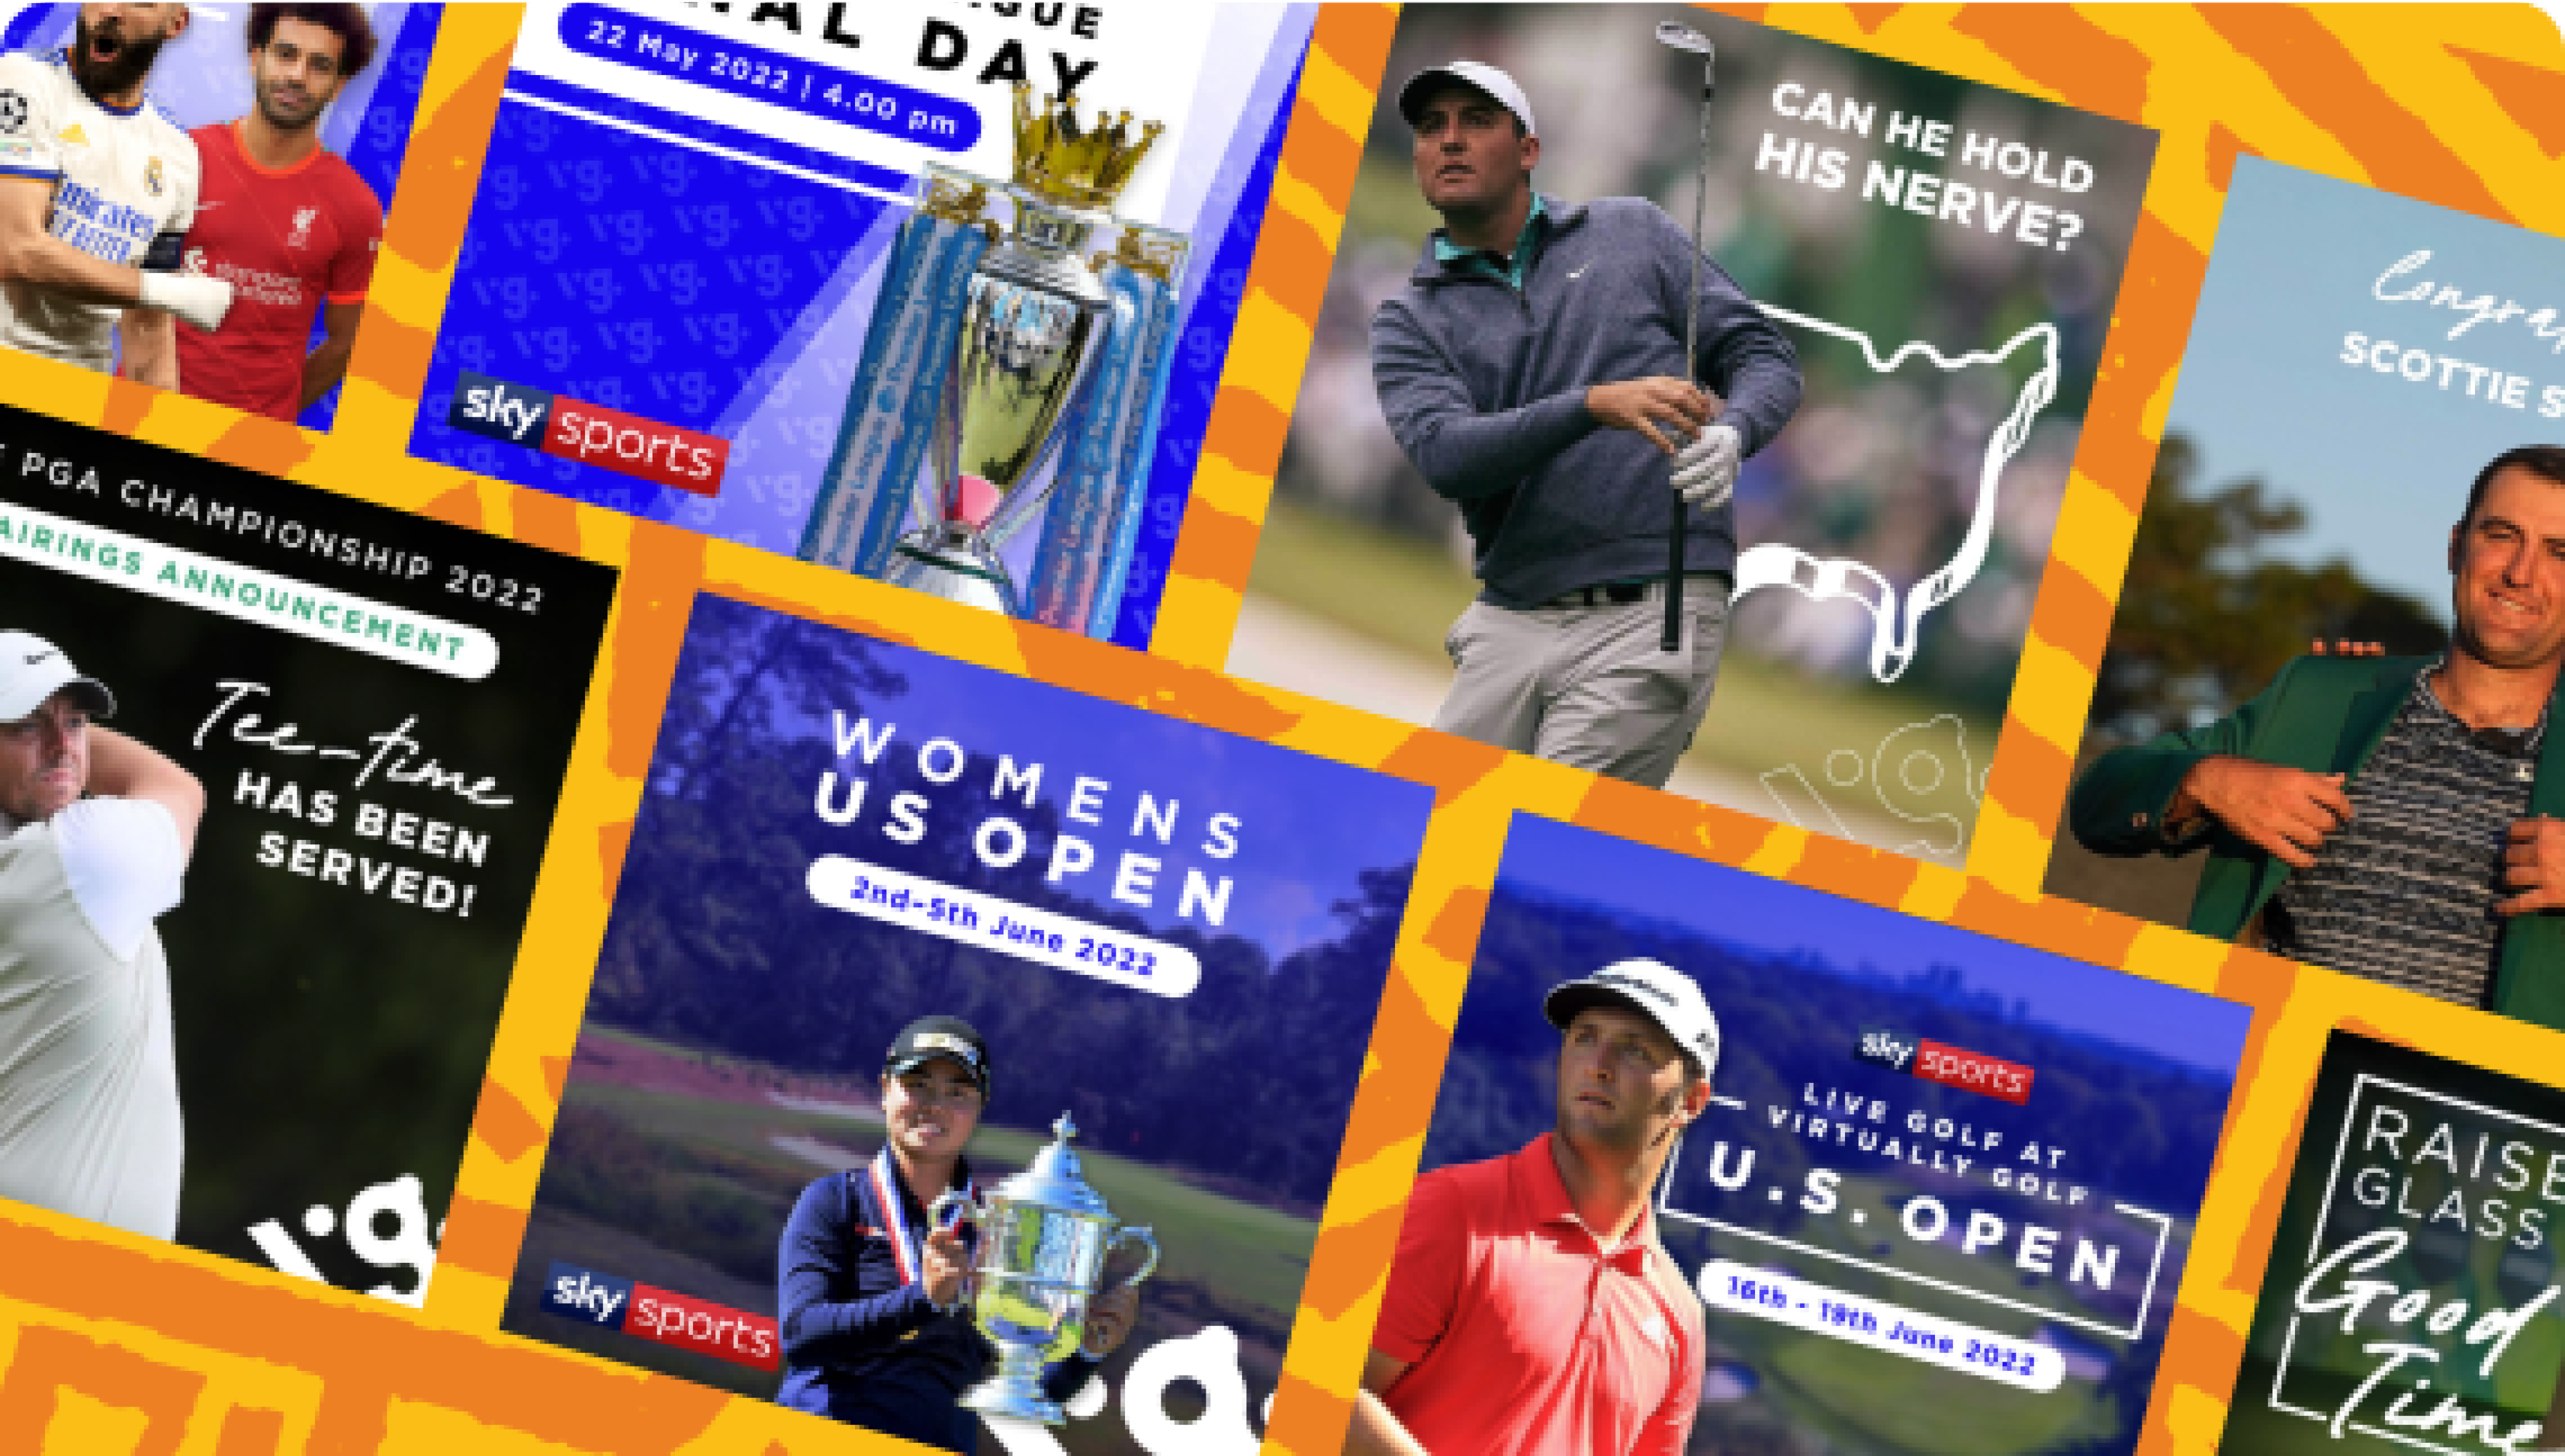 DAY
22 May 2022 | 4.00 pm
sky sports
CAN HE HOLD
HIS NERVE?
SCOTTIE
PGA CHAMPIONSHIP 2022
ANNOUNCEMENT
Tee-time
HAS BEEN
SERVED!
WOMENS
US OPEN
2nd-5th June 2022
sky sports
sky sports
LIVE GOLF AT
VIRTUALLY GOLF
U.S. OPEN
16th - 19th June 2022
RAISE
GLASS
Good
Time
vg.